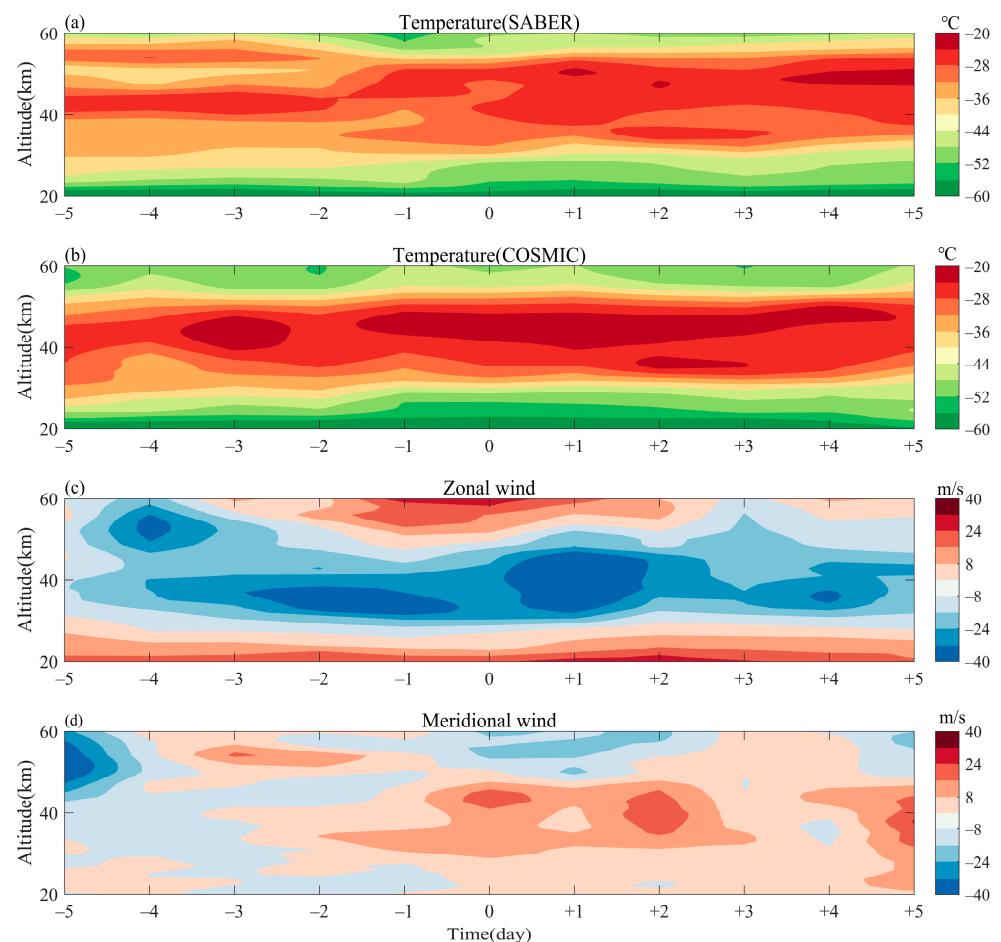 (a) Temperature(SABER) °C
60 −20
−28
40 −36
−44
−52
20 −60
Altitude(km)
−5 −4 −3 −2 −1 0 +1 +2 +3 +4 +5
(b) Temperature(COSMIC) °C
60 −20
−28
40 −36
−44
−52
20 −60
Altitude(km)
−5 −4 −3 −2 −1 0 +1 +2 +3 +4 +5
(c) Zonal wind m/s
60 40
24
40 8
−8
−24
20 −40
Altitude(km)
−5 −4 −3 −2 −1 0 +1 +2 +3 +4 +5
(d) Meridional wind m/s
60 40
24
40 8
−8
−24
20 −40
Altitude(km)
−5 −4 −3 −2 −1 0 +1 +2 +3 +4 +5
Time(day)